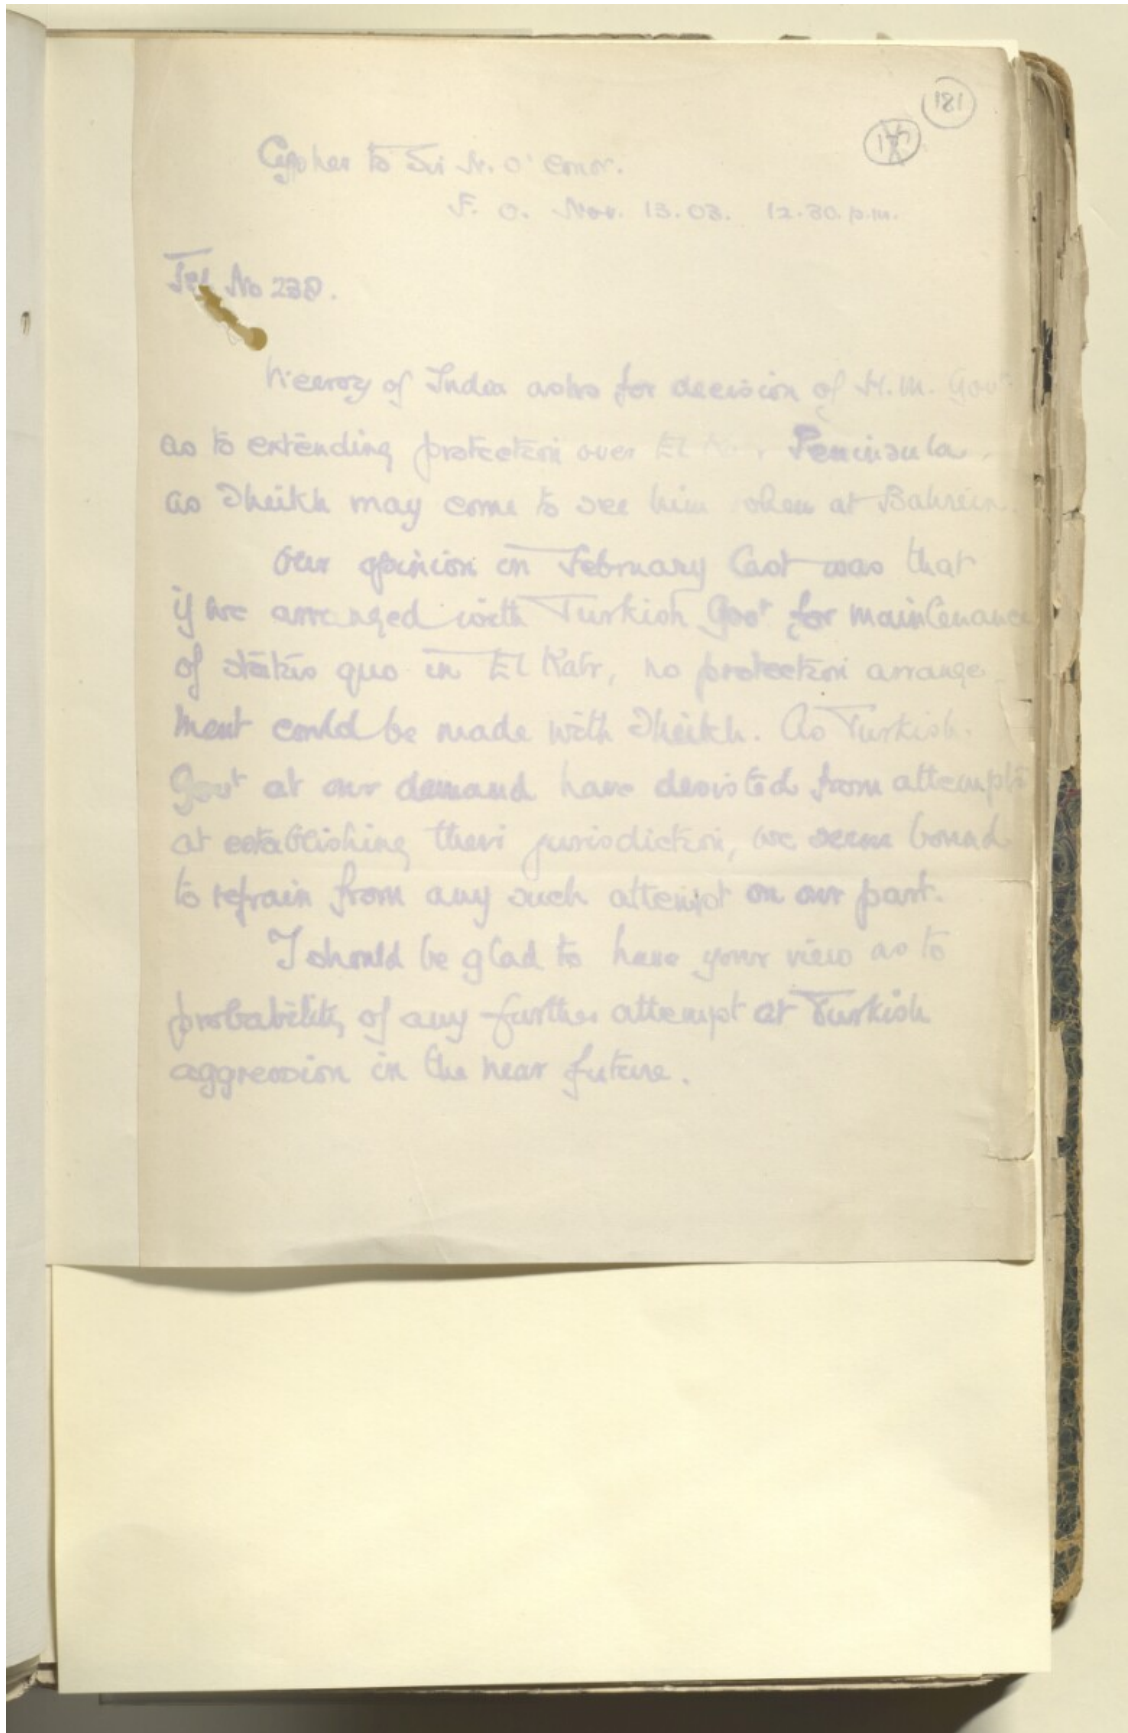 181
Cypher to Sir N. O'Conor.
F. O. Nov. 13. 03. 12.30. p.m.
Tel No
Viceroy of India asks for decision of H.M. Govt
as to extending protection over El Katr Peninsula,
as Sheikh may come to see him when at Bahrein.
Our opinion in February last was that
if we arranged with Turkish Govt for maintenance
of status quo in El Katr, no protection arrange-
ment could be made with Sheikh. As Turkish
Govt at our demand have desisted from attempts
at establishing their jurisdiction, we seem bound
to refrain from any such attempt on our part.
I should be glad to have your view as to
probability of any further attempt at Turkish
aggression in the near future.